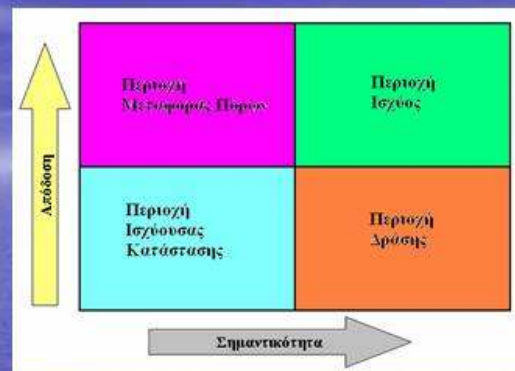 Περιοχή
Μεταφοράς Πόρων
Περιοχή
Ισχύος
Απόδοση
Περιοχή
Ισχύουσας
Κατάστασης
Περιοχή
Δράσης
Σημαντικότητα